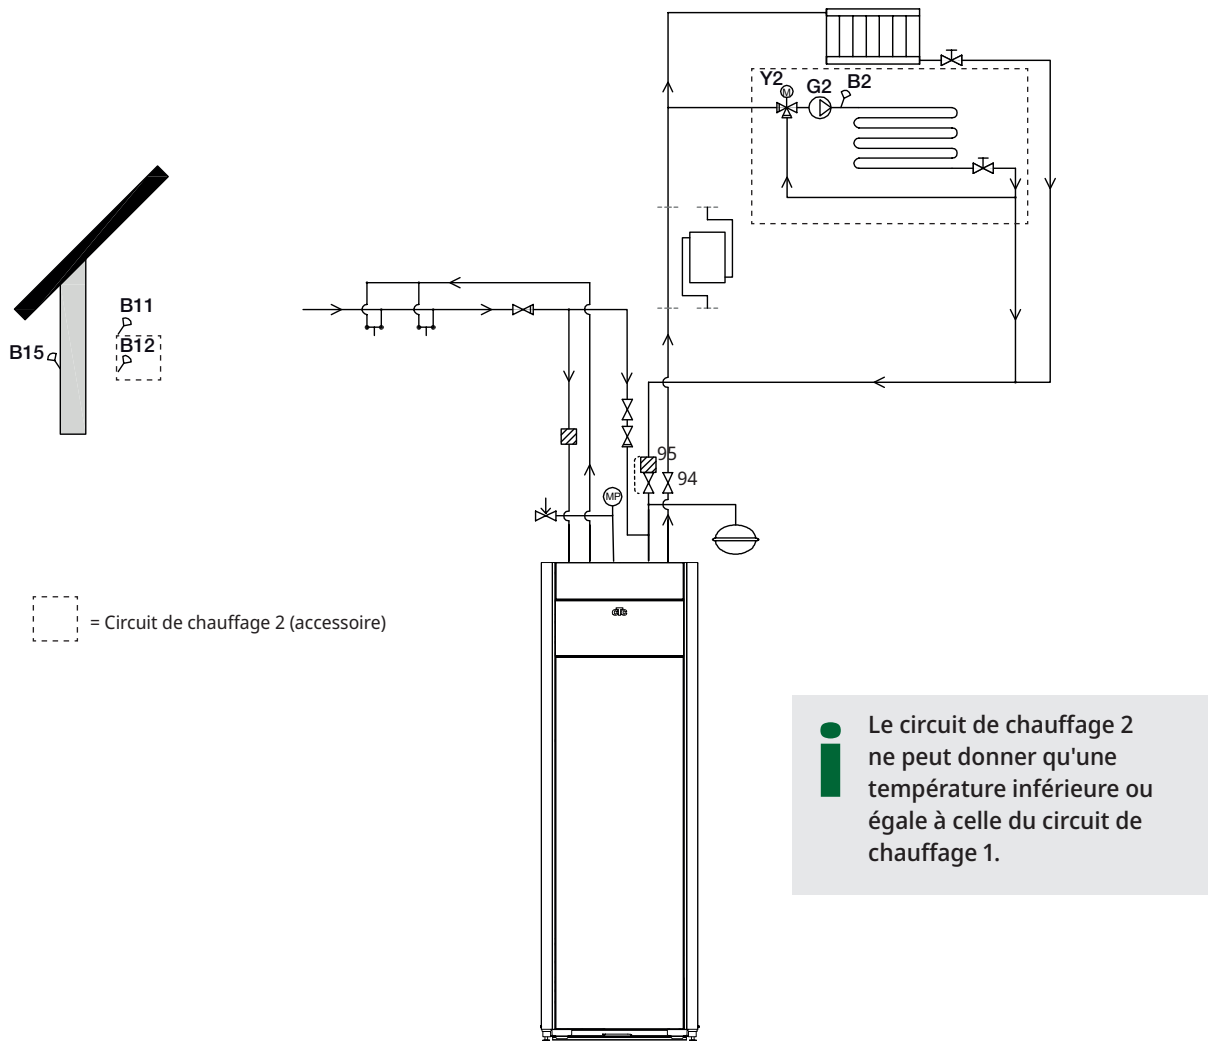 Y2
M
G2
B2
B11
B15
B12
95
94
MP
CTC
= Circuit de chauffage 2 (accessoire)
i
Le circuit de chauffage 2
ne peut donner qu'une
température inférieure ou
égale à celle du circuit de
chauffage 1.